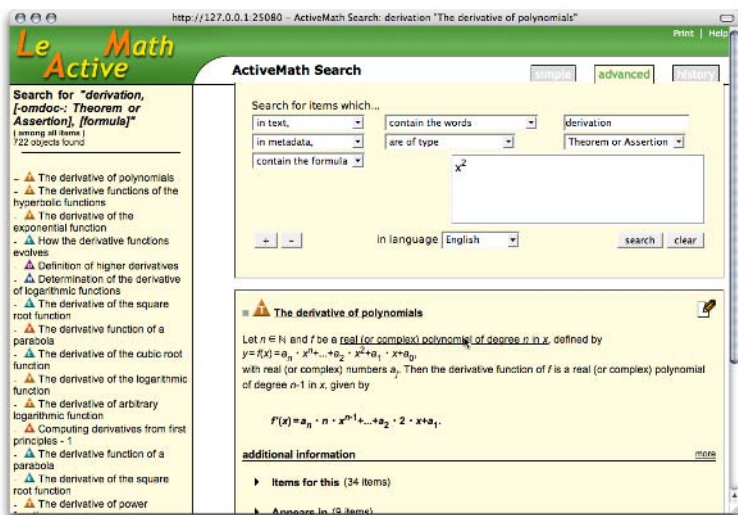 http://127.0.0.1:25080 – ActiveMath Search: derivation "The derivative of polynomials"
Print | Help
Le Active Math
ActiveMath Search
simple
advanced
history
Search for "derivation,
[-omdoc-: Theorem or
Assertion], [formula]"
( among all items )
722 objects found
- The derivative of polynomials
- The derivative functions of the
hyperbolic functions
- The derivative of the
exponential function
- How the derivative functions
evolves
- Definition of higher derivatives
- Determination of the derivative
of logarithmic functions
- The derivative of the square
root function
- The derivative function of a
parabola
- The derivative of the cubic root
function
- The derivative of the logarithmic
function
- The derivative of arbitrary
logarithmic function
- Computing derivatives from first
principles - 1
- The derivative function of a
parabola
- The derivative of the square
root function
- The derivative of power
Search for items which...
in text, contain the words derivation
in metadata, are of type Theorem or Assertion
contain the formula x²
+ - in language English search clear
The derivative of polynomials
Let n ∈ ℕ and f be a real (or complex) polynomial of degree n in x, defined by
y=f(x)=aₙ · xⁿ+...+a₂ · x²+a₁ · x+a₀,
with real (or complex) numbers aⱼ. Then the derivative function of f is a real (or complex) polynomial
of degree n-1 in x, given by
f'(x)=aₙ · n · xⁿ⁻¹+...+a₂ · 2 · x+a₁.
additional information
more
Items for this (34 items)
Appears in (9 items)